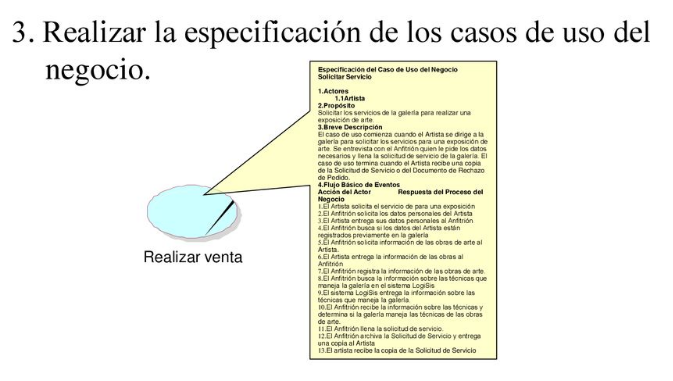 3. Realizar la especificación de los casos de uso del
negocio.
Especificación del Caso de Uso del Negocio
Solicitar Servicio
1.Actores
1.1Artista
2.Propósito
Solicitar los servicios de la galería para realizar una
exposición de arte
3.Breve Descripción
El caso de uso comienza cuando el Artista se dirige a la
galería para solicitar los servicios para una exposición de
arte. Se entrevista con el Anfitrión quien le pide los datos
necesarios y llena la solicitud de servicio de la galería. El
caso de uso termina cuando el Artista recibe una copia
de la Solicitud de Servicio o del Documento de Rechazo
de Pedido.
4.Flujo Básico de Eventos
Acción del Actor Respuesta del Proceso del
Negocio
1.El Artista solicita el servicio de para una exposición
2.El Anfitrión solicita los datos personales del Artista
3.El Artista entrega sus datos personales al Anfitrión
4.El Anfitrión busca si los datos del Artista están
registrados previamente en la galería
5.El Anfitrión solicita información de las obras de arte al
Artista.
6.El Artista entrega la información de las obras al
Anfitrión
7.El Anfitrión registra la información de las obras de arte.
8.El Anfitrión busca la información sobre las técnicas que
maneja la galería en el sistema LogiSis
9.El sistema LogiSis entrega la información sobre las
técnicas que maneja la galería
10.El Anfitrión recibe la información sobre las técnicas y
determina si la galería maneja las técnicas de las obras
de arte.
11.El Anfitrión llena la solicitud de servicio.
12.El Anfitrión archiva la Solicitud de Servicio y entrega
una copia al Artista
13.El artista recibe la copia de la Solicitud de Servicio
Realizar venta